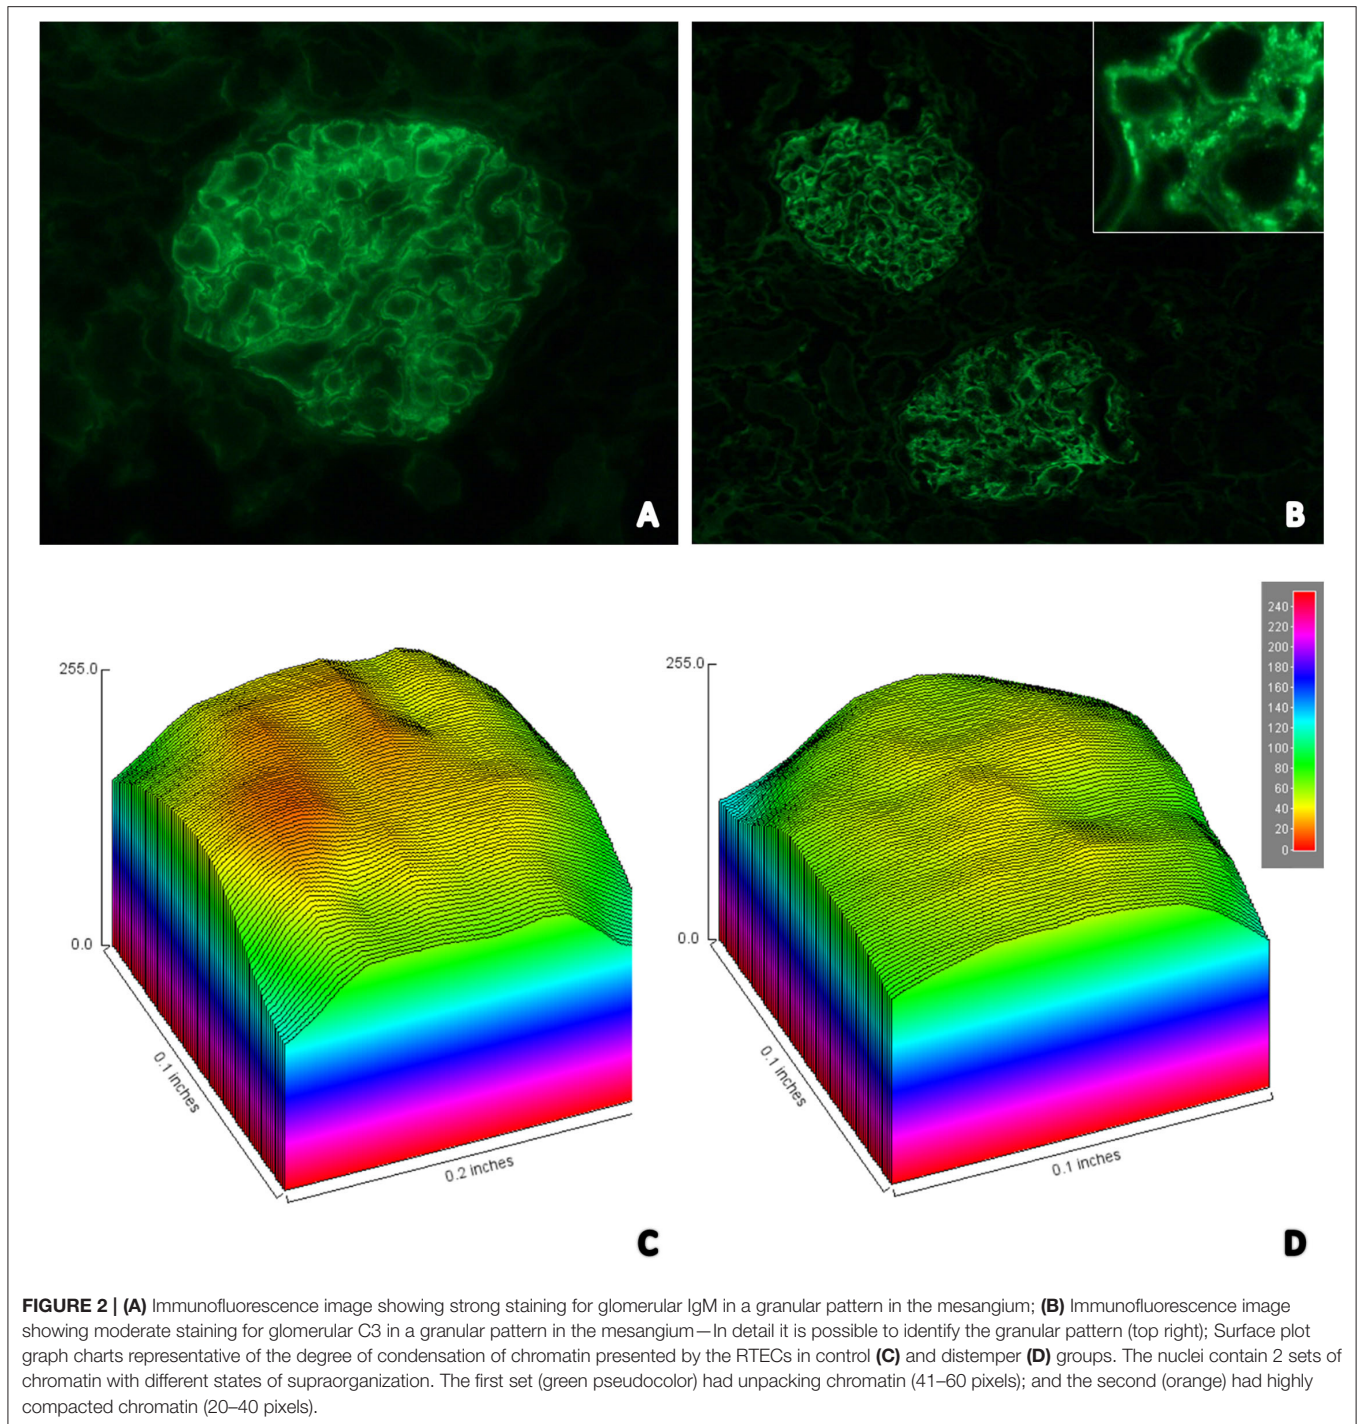 A
B
255.0
0.0
0.1 inches
0.2 inches
C
255.0
0.0
0.1 inches
0.1 inches
D
240
220
200
180
160
140
120
100
80
60
40
20
0
FIGURE 2 | (A) Immunofluorescence image showing strong staining for glomerular IgM in a granular pattern in the mesangium; (B) Immunofluorescence image
showing moderate staining for glomerular C3 in a granular pattern in the mesangium—In detail it is possible to identify the granular pattern (top right); Surface plot
graph charts representative of the degree of condensation of chromatin presented by the RTECs in control (C) and distemper (D) groups. The nuclei contain 2 sets of
chromatin with different states of supraorganization. The first set (green pseudocolor) had unpacking chromatin (41–60 pixels); and the second (orange) had highly
compacted chromatin (20–40 pixels).